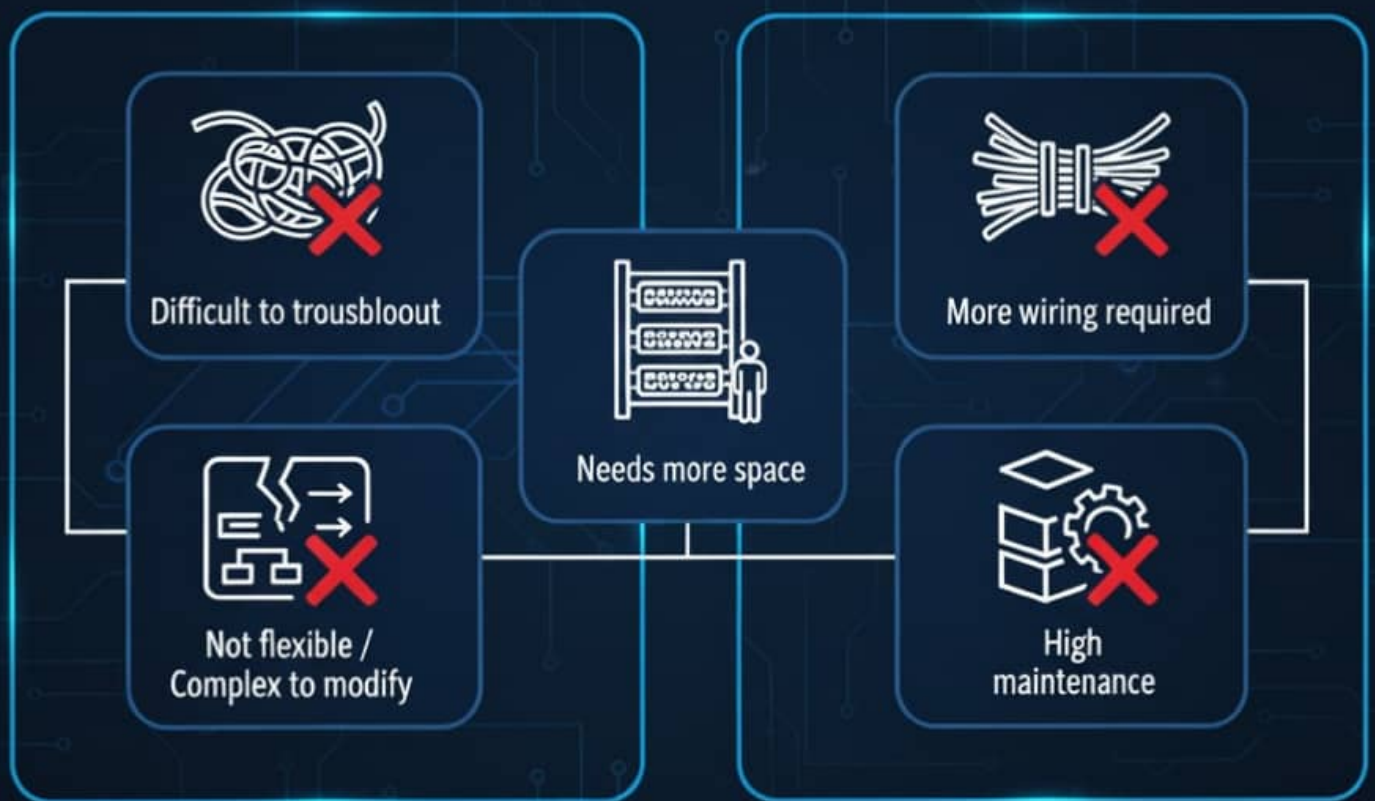 Difficult to trousbloout
More wiring required
Needs more space
Not flexible /
Complex to modify
High
maintenance